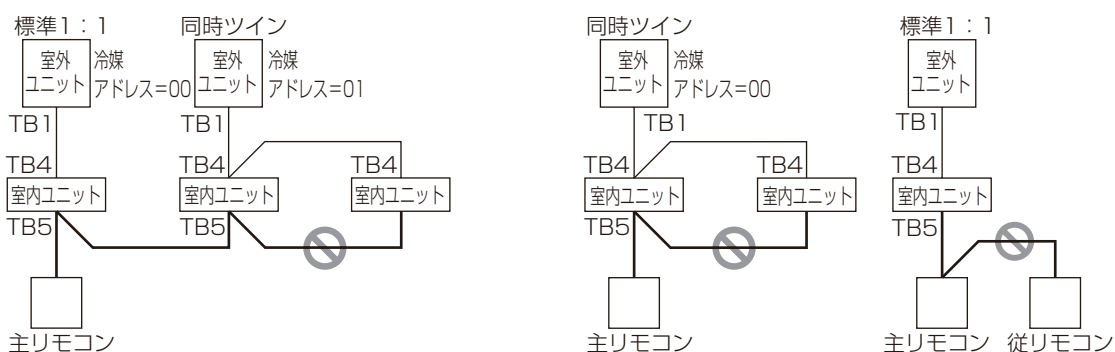 標準1：1
同時ツイン
室外
ユニット
冷媒
アドレス=00
室外
ユニット
冷媒
アドレス=01
TB1
TB1
TB4
TB4
TB4
室内ユニット
室内ユニット
室内ユニット
TB5
TB5
主リモコン
同時ツイン
室外
ユニット
冷媒
アドレス=00
TB1
TB4
TB4
室内ユニット
室内ユニット
TB5
主リモコン
標準1：1
室外
ユニット
TB1
TB4
室内ユニット
TB5
主リモコン
従リモコン